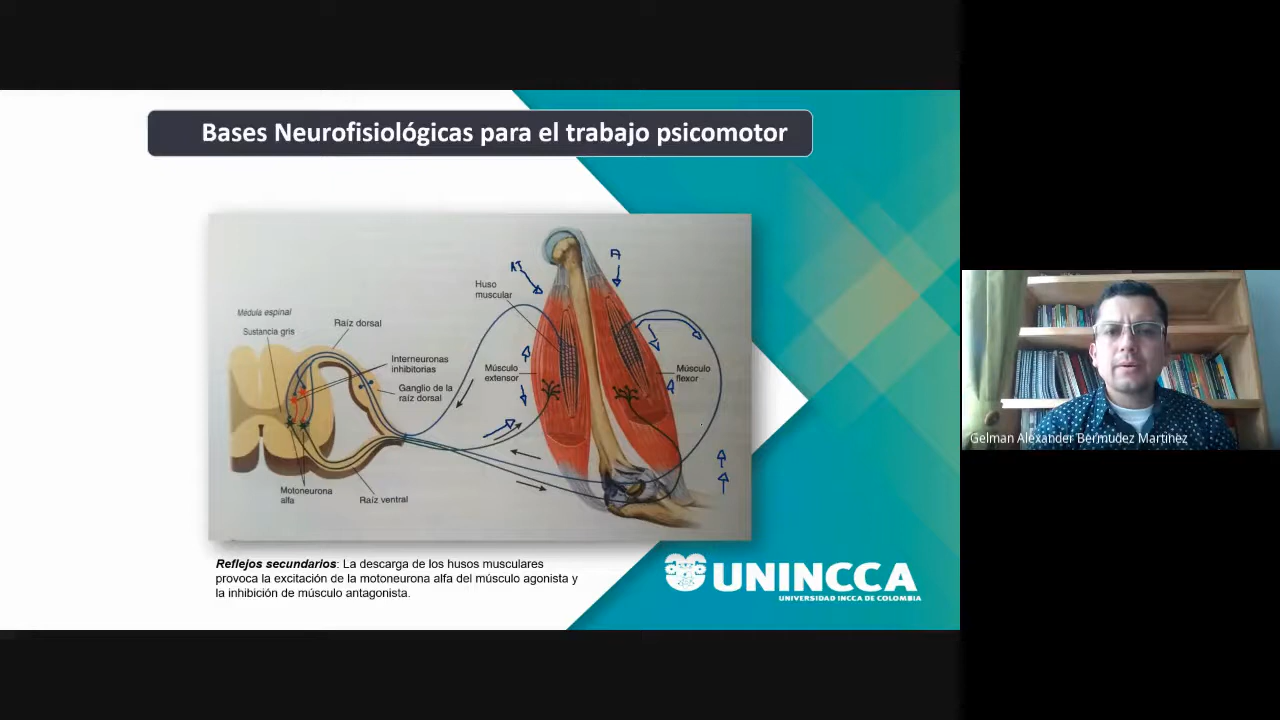 Bases Neurofisiológicas para el trabajo psicomotor
AT
A
Huso
muscular
Médula espinal
Sustancia gris
Raíz dorsal
Interneuronas
inhibitorias
Ganglio de la
raíz dorsal
Músculo
extensor
Músculo
flexor
Motoneurona
alfa
Raíz ventral
Reflejos secundarios: La descarga de los husos musculares
provoca la excitación de la motoneurona alfa del músculo agonista y
la inhibición de músculo antagonista.
UNINCCA
UNIVERSIDAD INCCA DE COLOMBIA
Gelman Alexander Bermudez Martinez